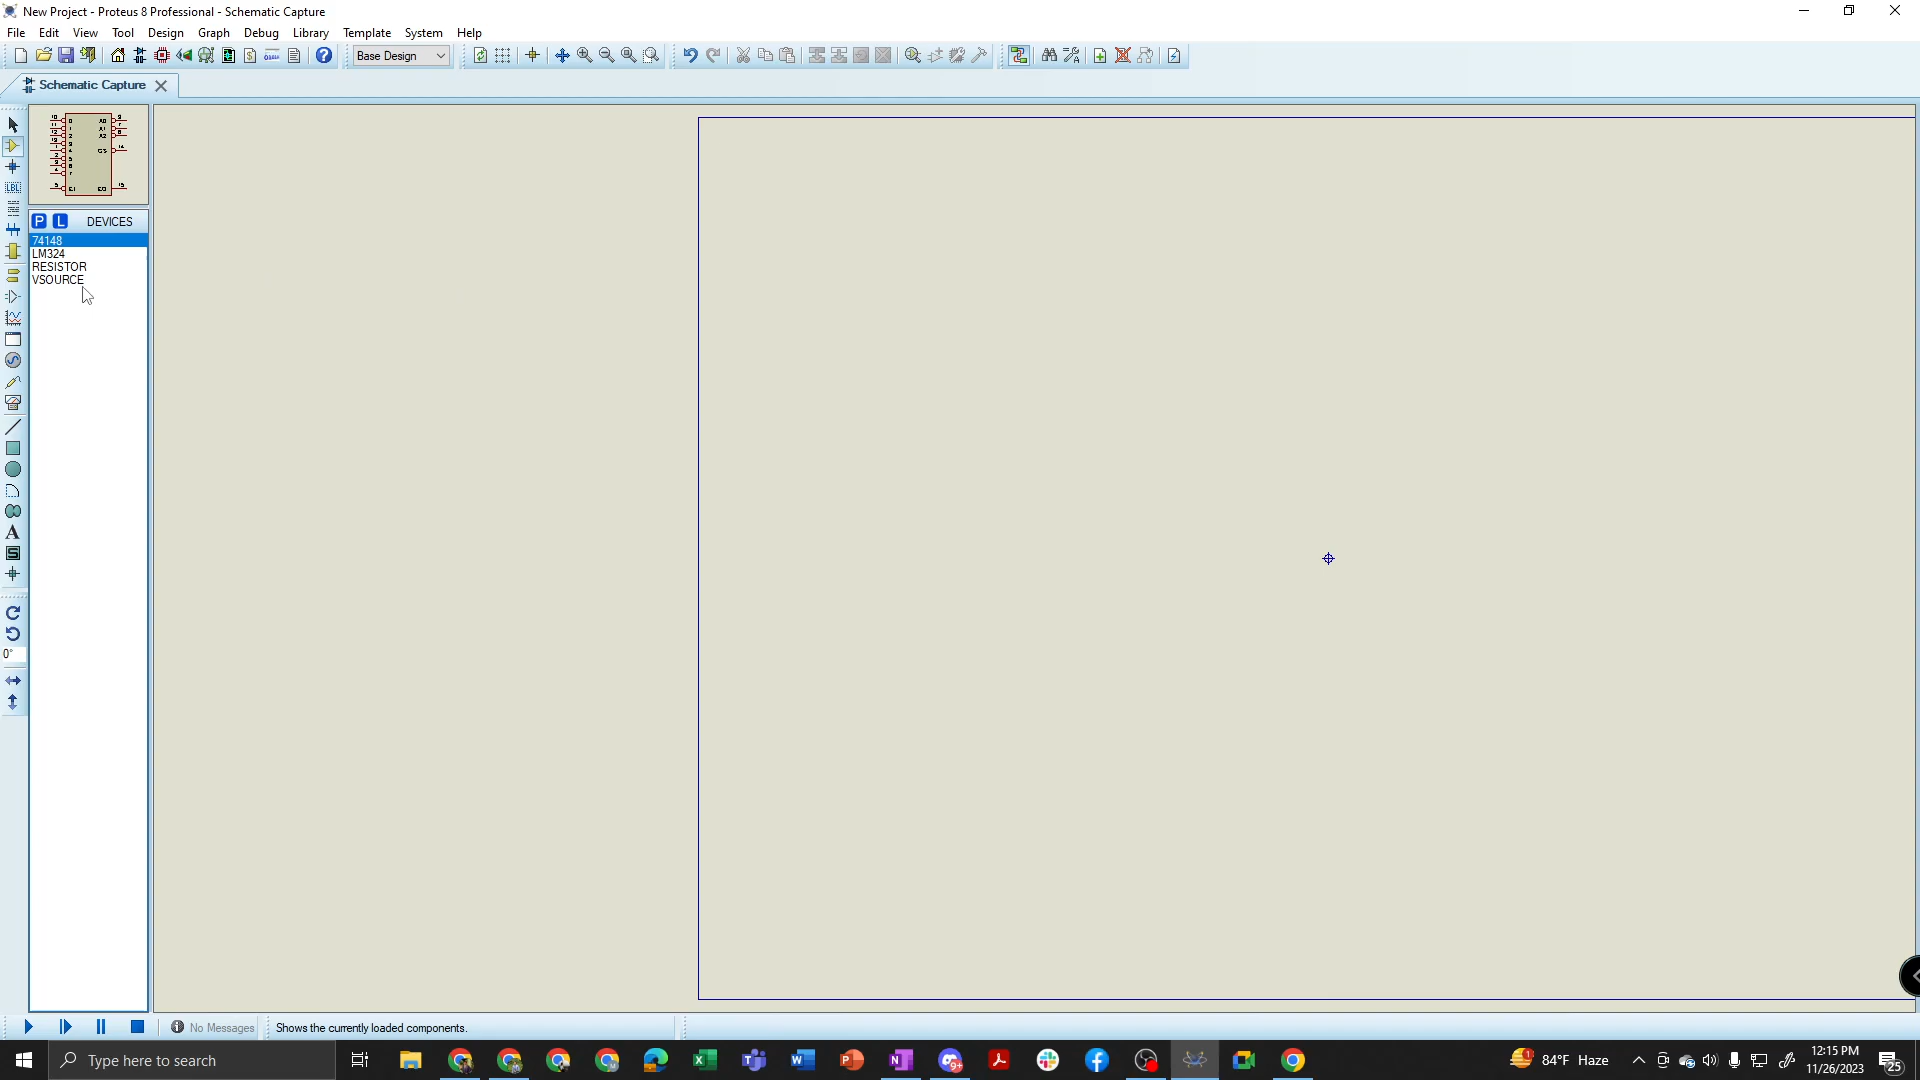 New Project - Proteus 8 Professional - Schematic Capture
File Edit View Tool Design Graph Debug Library Template System Help
Base Design
Schematic Capture
P L DEVICES
74148
LM324
RESISTOR
VSOURCE
LBL
A
S
0°
No Messages
Shows the currently loaded components.
Type here to search
84°F Haze
12:15 PM
11/26/2023
25